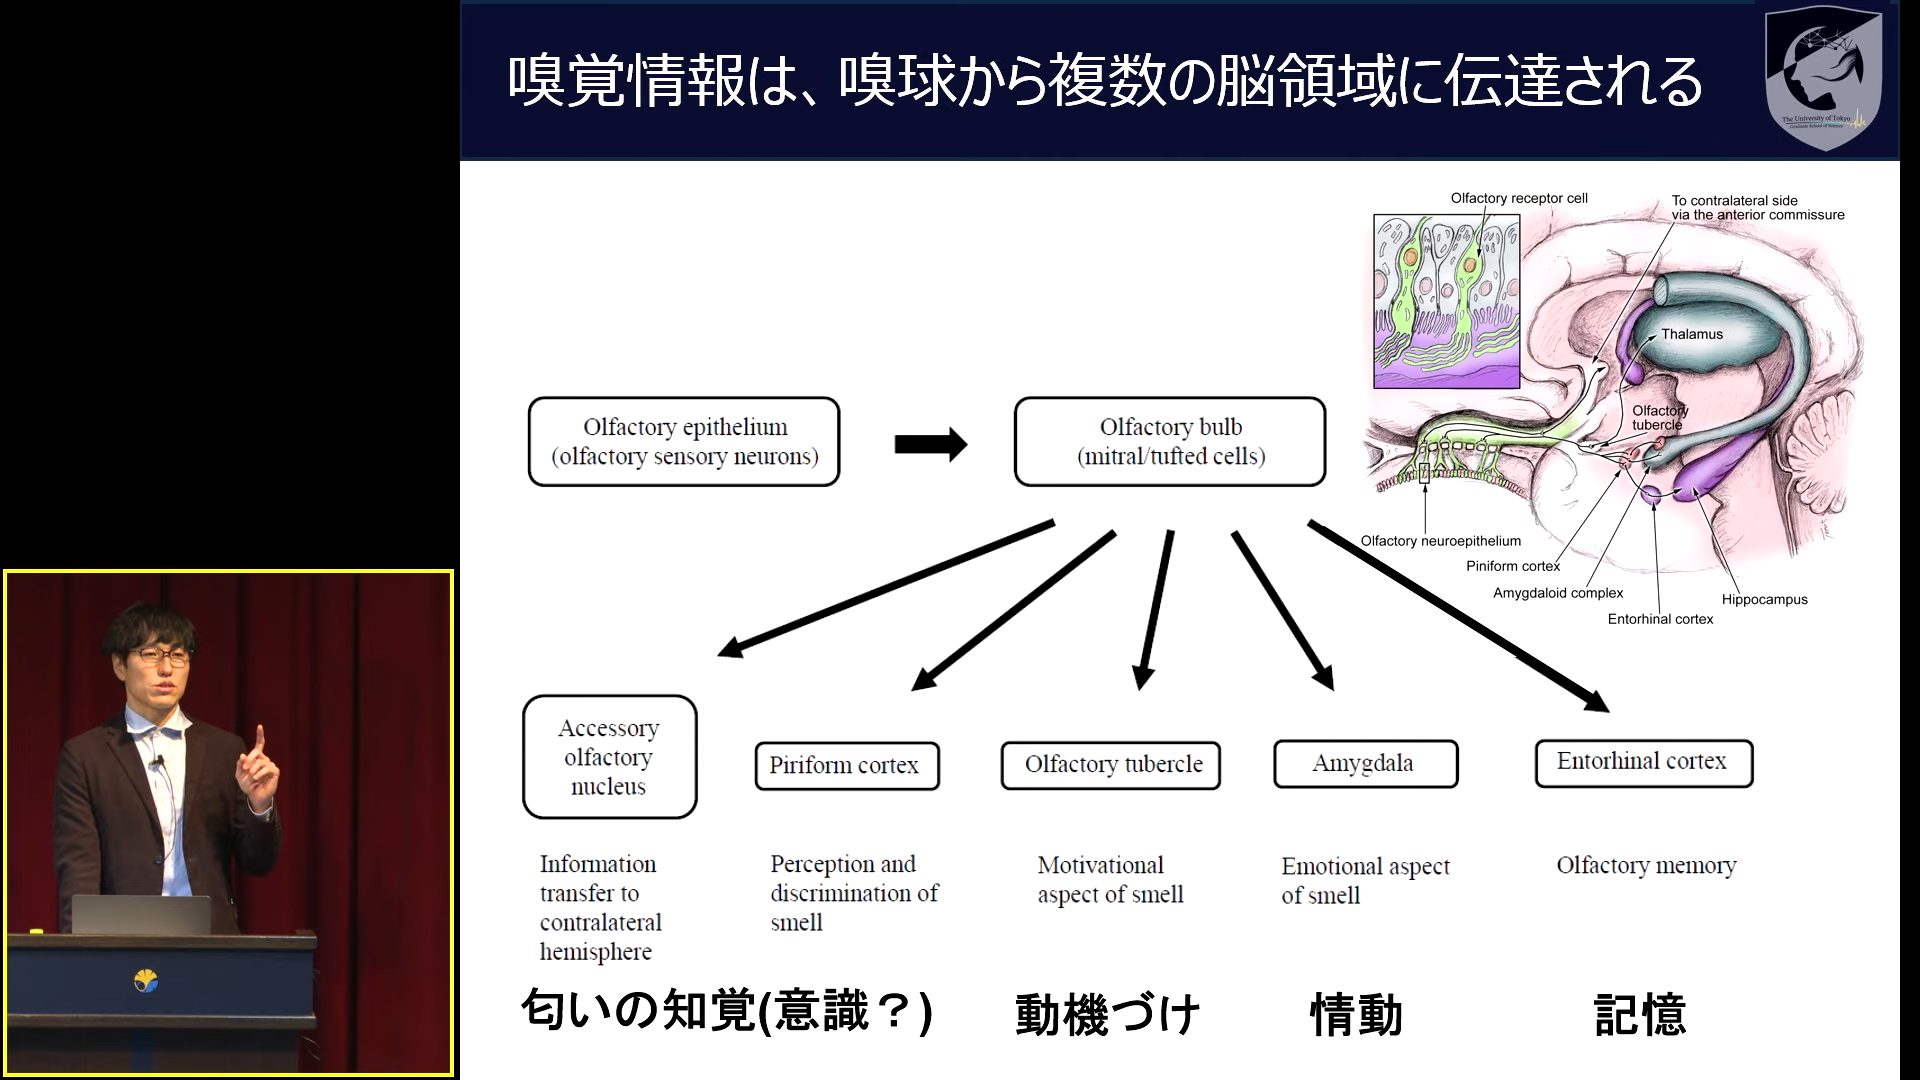 嗅覚情報は、嗅球から複数の脳領域に伝達される
The University of Tokyo
Graduate School of Science
Olfactory receptor cell
To contralateral side
via the anterior commissure
Thalamus
Olfactory
tubercle
Olfactory neuroepithelium
Piniform cortex
Amygdaloid complex
Entorhinal cortex
Hippocampus
Olfactory epithelium
(olfactory sensory neurons)
Olfactory bulb
(mitral/tufted cells)
Accessory
olfactory
nucleus
Piriform cortex
Olfactory tubercle
Amygdala
Entorhinal cortex
Information
transfer to
contralateral
hemisphere
Perception and
discrimination of
smell
Motivational
aspect of smell
Emotional aspect
of smell
Olfactory memory
匂いの知覚(意識？)
動機づけ
情動
記憶